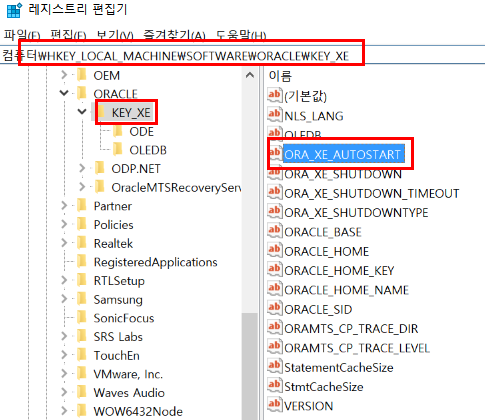 레지스트리 편집기
파일(F) 편집(E) 보기(V) 즐겨찾기(A) 도움말(H)
컴퓨터\HKEY_LOCAL_MACHINE\SOFTWARE\ORACLE\KEY_XE
OEM
ORACLE
KEY_XE
ODE
OLEDB
ODP.NET
OracleMTSRecoveryServ
Partner
Policies
Realtek
RegisteredApplications
RTLSetup
Samsung
SonicFocus
SRS Labs
TouchEn
VMware, Inc.
Waves Audio
WOW6432Node
이름
(기본값)
NLS_LANG
OLEDB
ORA_XE_AUTOSTART
ORA_XE_SHUTDOWN
ORA_XE_SHUTDOWN_TIMEOUT
ORA_XE_SHUTDOWNTYPE
ORACLE_BASE
ORACLE_HOME
ORACLE_HOME_KEY
ORACLE_HOME_NAME
ORACLE_SID
ORAMTS_CP_TRACE_DIR
ORAMTS_CP_TRACE_LEVEL
StatementCacheSize
StmtCacheSize
VERSION